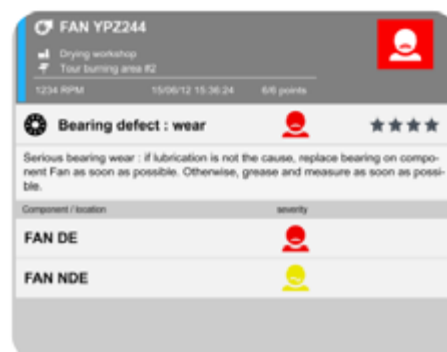 FAN YPZ244
Drying workshop
Tour burning area #2
1234 RPM 15/06/12 15:36:24 6/6 points
Bearing defect : wear
Serious bearing wear : if lubrication is not the cause, replace bearing on compo-
nent Fan as soon as possible. Otherwise, grease and measure as soon as possi-
ble.
Component / location severity
FAN DE
FAN NDE